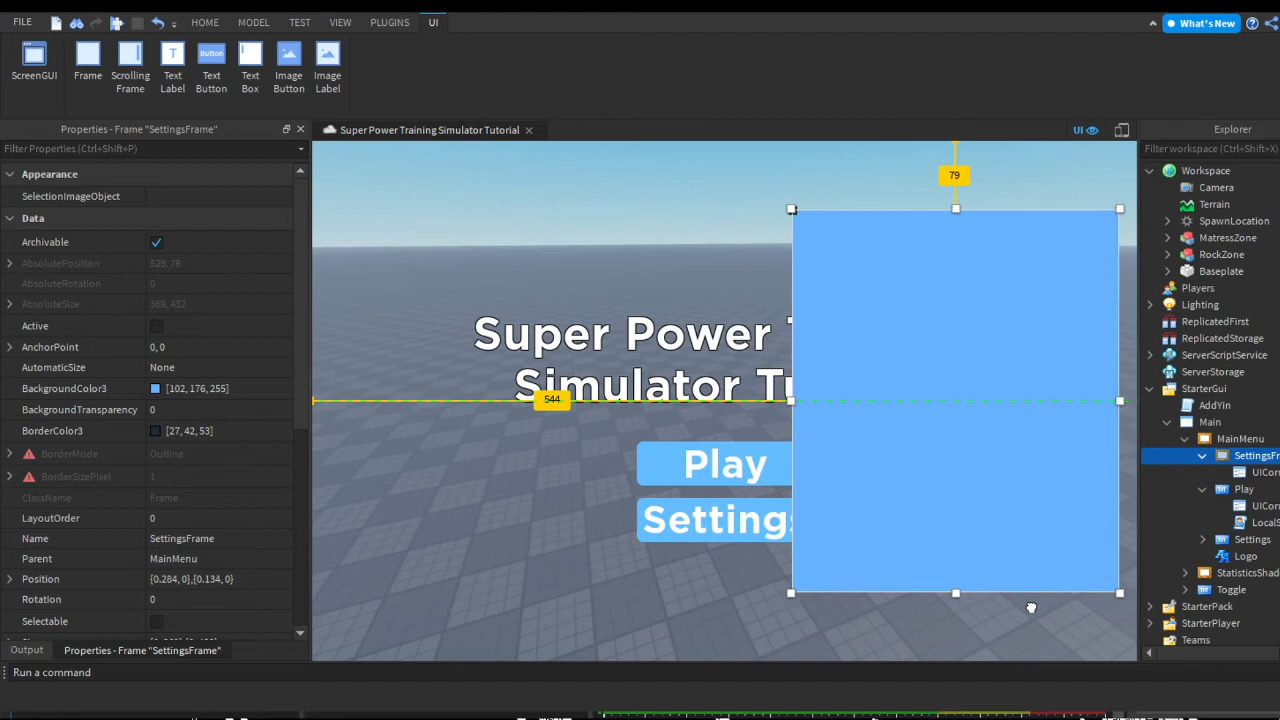 FILE
HOME
MODEL
TEST
VIEW
PLUGINS
UI
What's New
ScreenGUI
Frame
Scrolling
Frame
Text
Label
Button
Text
Button
Text
Box
Image
Button
Image
Label
Properties - Frame "SettingsFrame"
Super Power Training Simulator Tutorial
UI
Explorer
Filter Properties (Ctrl+Shift+P)
Filter workspace (Ctrl+Shift+X)
Appearance
SelectionImageObject
Data
Archivable
AbsolutePosition 529, 79
AbsoluteRotation 0
AbsoluteSize 369, 432
Active
AnchorPoint 0, 0
AutomaticSize None
BackgroundColor3 [102, 176, 255]
BackgroundTransparency 0
BorderColor3 [27, 42, 53]
BorderMode Outline
BorderSizePixel 1
ClassName Frame
LayoutOrder 0
Name SettingsFrame
Parent MainMenu
Position {0.284, 0},{0.134, 0}
Rotation 0
Selectable
Output
Properties - Frame "SettingsFrame"
Run a command
79
Super Power T
Simulator Tu
544
Play
Settings
Workspace
Camera
Terrain
SpawnLocation
MatressZone
RockZone
Baseplate
Players
Lighting
ReplicatedFirst
ReplicatedStorage
ServerScriptService
ServerStorage
StarterGui
AddYin
Main
MainMenu
SettingsFr
UICor
Play
UICor
LocalS
Settings
Logo
StatisticsShad
Toggle
StarterPack
StarterPlayer
Teams